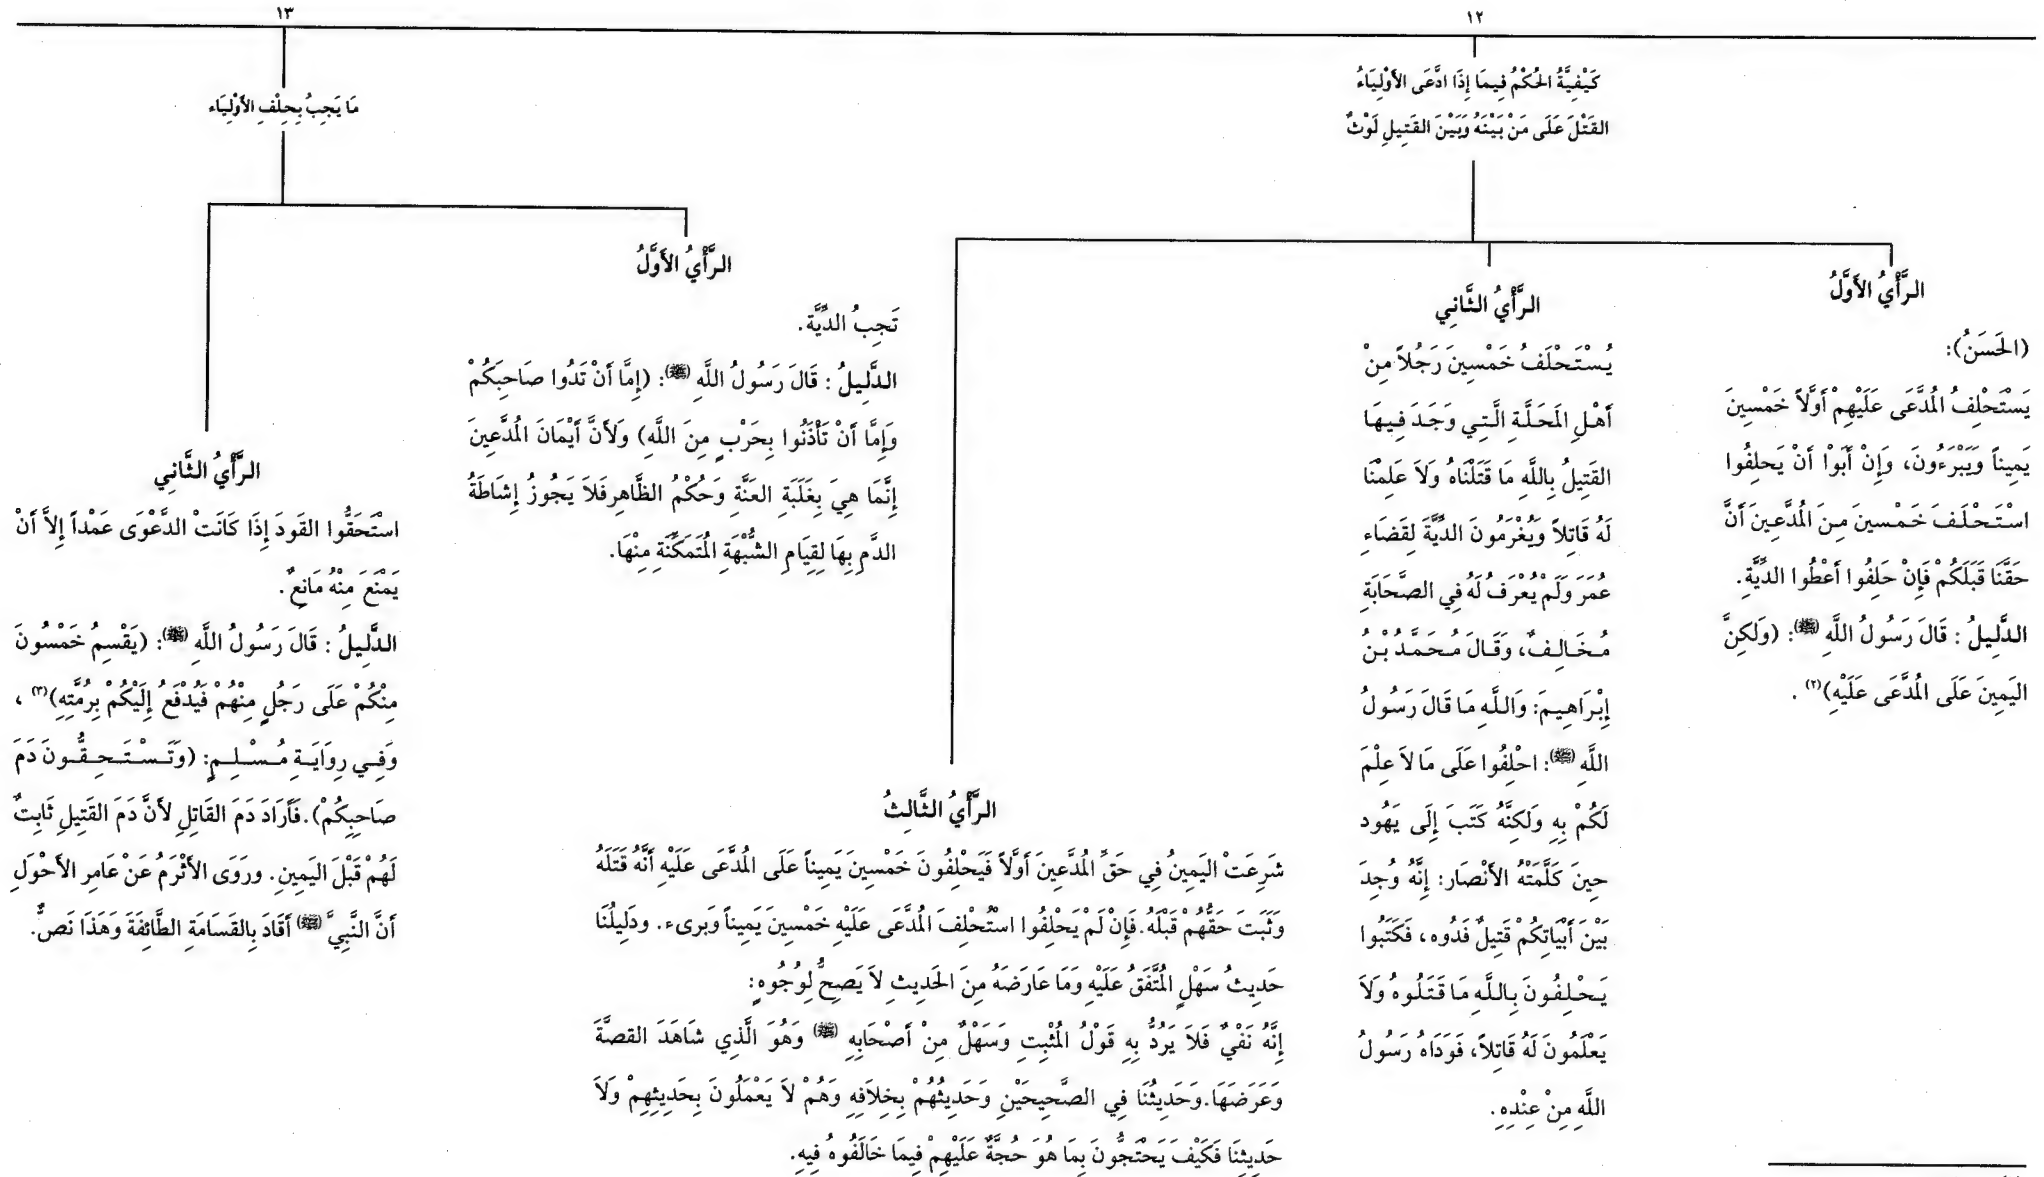 ١٢
كَيْفِيَّةُ الحُكْمُ فِيمَا إِذَا ادَّعَى الأَوْلِيَاءُ
القَتْلَ عَلَى مَنْ بَيْنَهُ وَبَيْنَ القَتِيلِ لَوْثٌ
الرَّأْيُ الأَوَّلُ
(الحَسَنُ):
يَسْتَحْلِفُ المُدَّعَى عَلَيْهِمْ أَوَّلاً خَمْسِينَ
يَمِيناً وَيَبْرَءُونَ، وَإِنْ أَبَوْا أَنْ يَحلِفُوا
اسْتَحْلَفَ خَمْسينَ مِنَ المُدَّعِينَ أَنَّ
حَقَّنَا قَبَلَكُمْ فَإِنْ حَلِفُوا أَعْطُوا الدِّيَّةِ.
الدَّلِيلُ : قَالَ رَسُولُ اللَّهِ (ﷺ): (وَلَكِنَّ
اليَمِينَ عَلَى المُدَّعَى عَلَيْهِ)(٢) .
الرَّأْيُ الثَّانِي
يُسْتَحْلَفُ خَمْسِينَ رَجُلاً مِنْ
أَهْلِ المَحَلَّةِ الَّتِي وَجَدَ فِيهَا
القَتِيلُ بِاللَّهِ مَا قَتَلْنَاهُ وَلاَ عَلِمْنَا
لَهُ قَاتِلاً وَيُغْرَمُونَ الدِّيَّةَ لِقَضَاءِ
عُمَرَ وَلَمْ يُعْرَفُ لَهُ فِي الصَّحَابَةِ
مُخَالِفٌ، وَقَالَ مُحَمَّدُ بْنُ
إِبْرَاهِيمَ: وَاللَّهِ مَا قَالَ رَسُولُ
اللَّهِ (ﷺ): احْلِفُوا عَلَى مَا لاَ عِلْمَ
لَكُمْ بِهِ وَلَكِنَّهُ كَتَبَ إِلَى يَهُود
حِينَ كَلَّمَتْهُ الأَنْصَار: إِنَّهُ وُجِدَ
بَيْنَ أَبْيَاتِكُمْ قَتِيلٌ فَدُوه، فَكَتَبُوا
يَحْلِفُونَ بِاللَّهِ مَا قَتَلُوهُ وَلاَ
يَعْلَمُونَ لَهُ قَاتِلاً، فَوَدَاهُ رَسُولُ
اللَّهِ مِنْ عِنْدِهِ.
الرَّأْيُ الثَّالِثُ
شَرِعَتْ اليَمِينُ فِي حَقِّ المُدَّعِينَ أَوَّلاً فَيَحْلِفُونَ خَمْسِينَ يَمِيناً عَلَى المُدَّعَى عَلَيْهِ أَنَّهُ قَتَلَهُ
وَثَبَتَ حَقُّهُمْ قَبْلَهُ. فَإِنْ لَمْ يَحْلِفُوا اسْتُحْلِفَ المُدَّعَى عَلَيْهِ خَمْسِينَ يَمِيناً وَبرىء. ودَلِيلُنَا
حَدِيثُ سَهْلٍ المُتَّفَقُ عَلَيْهِ وَمَا عَارَضَهُ مِنَ الحَدِيثِ لاَ يَصِحُّ لِوُجُوهٍ:
إِنَّهُ نَفْيٌ فَلاَ يَرُدُّ بِهِ قَوْلُ المُثْبِتِ وَسَهْلٌ مِنْ أَصْحَابِهِ (ﷺ) وَهُوَ الَّذِي شَاهَدَ القصَّةَ
وَعَرَضَهَا. وَحَدِيثُنَا فِي الصَّحِيحَيْنِ وَحَدِيثُهُمْ بِخِلاَفِهِ وَهُمْ لاَ يَعْمَلُونَ بِحَدِيثِهِمْ وَلاَ
حَدِيثِنَا فَكَيْفَ يَحْتَجُّونَ بِمَا هُوَ حُجَّةٌ عَلَيْهِمْ فِيمَا خَالَفُوهُ فِيهِ.
١٣
مَا يَجِبُ بِحِلْفِ الأَوْلِيَاء
الرَّأْيُ الأَوَّلُ
تَجِبُ الدِّيَّة.
الدَّلِيلُ : قَالَ رَسُولُ اللَّهِ (ﷺ): (إِمَّا أَنْ تَدُوا صَاحِبَكُمْ
وَإِمَّا أَنْ تَأْذَنُوا بِحَرْبٍ مِنَ اللَّهِ) وَلأَنَّ أَيْمَانَ المُدَّعِينَ
إِنَّمَا هِيَ بِغَلَبَةِ العَنَّةِ وَحُكْمُ الظَّاهِرِ فَلاَ يَجُوزُ إِشَاطَةُ
الدَّمِ بِهَا لِقِيَامِ الشُّبْهَةِ المُتَمَكِّنَةِ مِنْهَا.
الرَّأْيُ الثَّانِي
اسْتَحَقُّوا القَودَ إِذَا كَانَتْ الدَّعْوَى عَمْداً إِلاَّ أَنْ
يَمْنَعَ مِنْهُ مَانِعٌ.
الدَّلِيلُ : قَالَ رَسُولُ اللَّهِ (ﷺ): (يَقْسِمُ خَمْسُونَ
مِنْكُمْ عَلَى رَجُلٍ مِنْهُمْ فَيُدْفَعُ إِلَيْكُمْ بِرُمَّتِهِ)(٣) ،
وَفِي رِوَايَةِ مُسْلِمٍ: (وَتَسْتَحِقُّونَ دَمَ
صَاحِبِكُمْ). فَأَرَادَ دَمَ القَاتِلِ لأَنَّ دَمَ القَتِيلِ ثَابِتٌ
لَهُمْ قَبْلَ اليَمِينِ. وَرَوَى الأَثْرَمُ عَنْ عَامِرِ الأَحْوَلِ
أَنَّ النَّبِيَّ (ﷺ) أَقَادَ بِالقَسَامَةِ الطَّائِفَةَ وَهَذَا نَصٌّ.